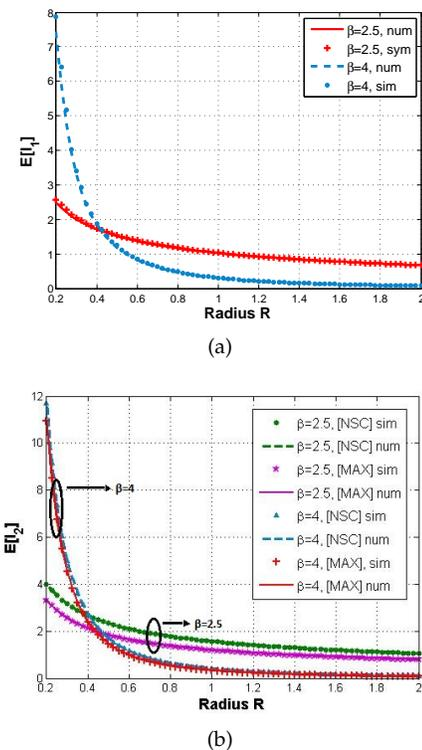 8
7
6
5
4
3
2
1
0
E[I₁]
β=2.5, num
β=2.5, sym
β=4, num
β=4, sim
0.2 0.4 0.6 0.8 1 1.2 1.4 1.6 1.8 2
Radius R
(a)
12
10
8
6
4
2
0
E[I₂]
β=2.5, [NSC] sim
β=2.5, [NSC] num
β=2.5, [MAX] sim
β=2.5, [MAX] num
β=4, [NSC] sim
β=4, [NSC] num
β=4, [MAX], sim
β=4, [MAX] num
β=4
β=2.5
0.2 0.4 0.6 0.8 1 1.2 1.4 1.6 1.8 2
Radius R
(b)